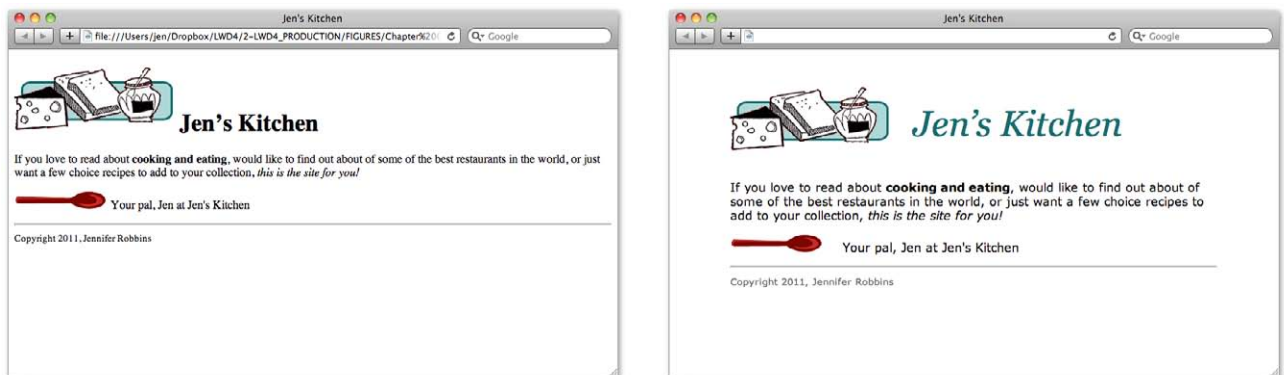 Jen's Kitchen
file:///Users/jen/Dropbox/LWD4/2-LWD4_PRODUCTION/FIGURES/Chapter%20
Google
Jen's Kitchen
If you love to read about cooking and eating, would like to find out about of some of the best restaurants in the world, or just
want a few choice recipes to add to your collection, this is the site for you!
Your pal, Jen at Jen's Kitchen
Copyright 2011, Jennifer Robbins
Jen's Kitchen
Google
Jen's Kitchen
If you love to read about cooking and eating, would like to find out about of
some of the best restaurants in the world, or just want a few choice recipes to
add to your collection, this is the site for you!
Your pal, Jen at Jen's Kitchen
Copyright 2011, Jennifer Robbins